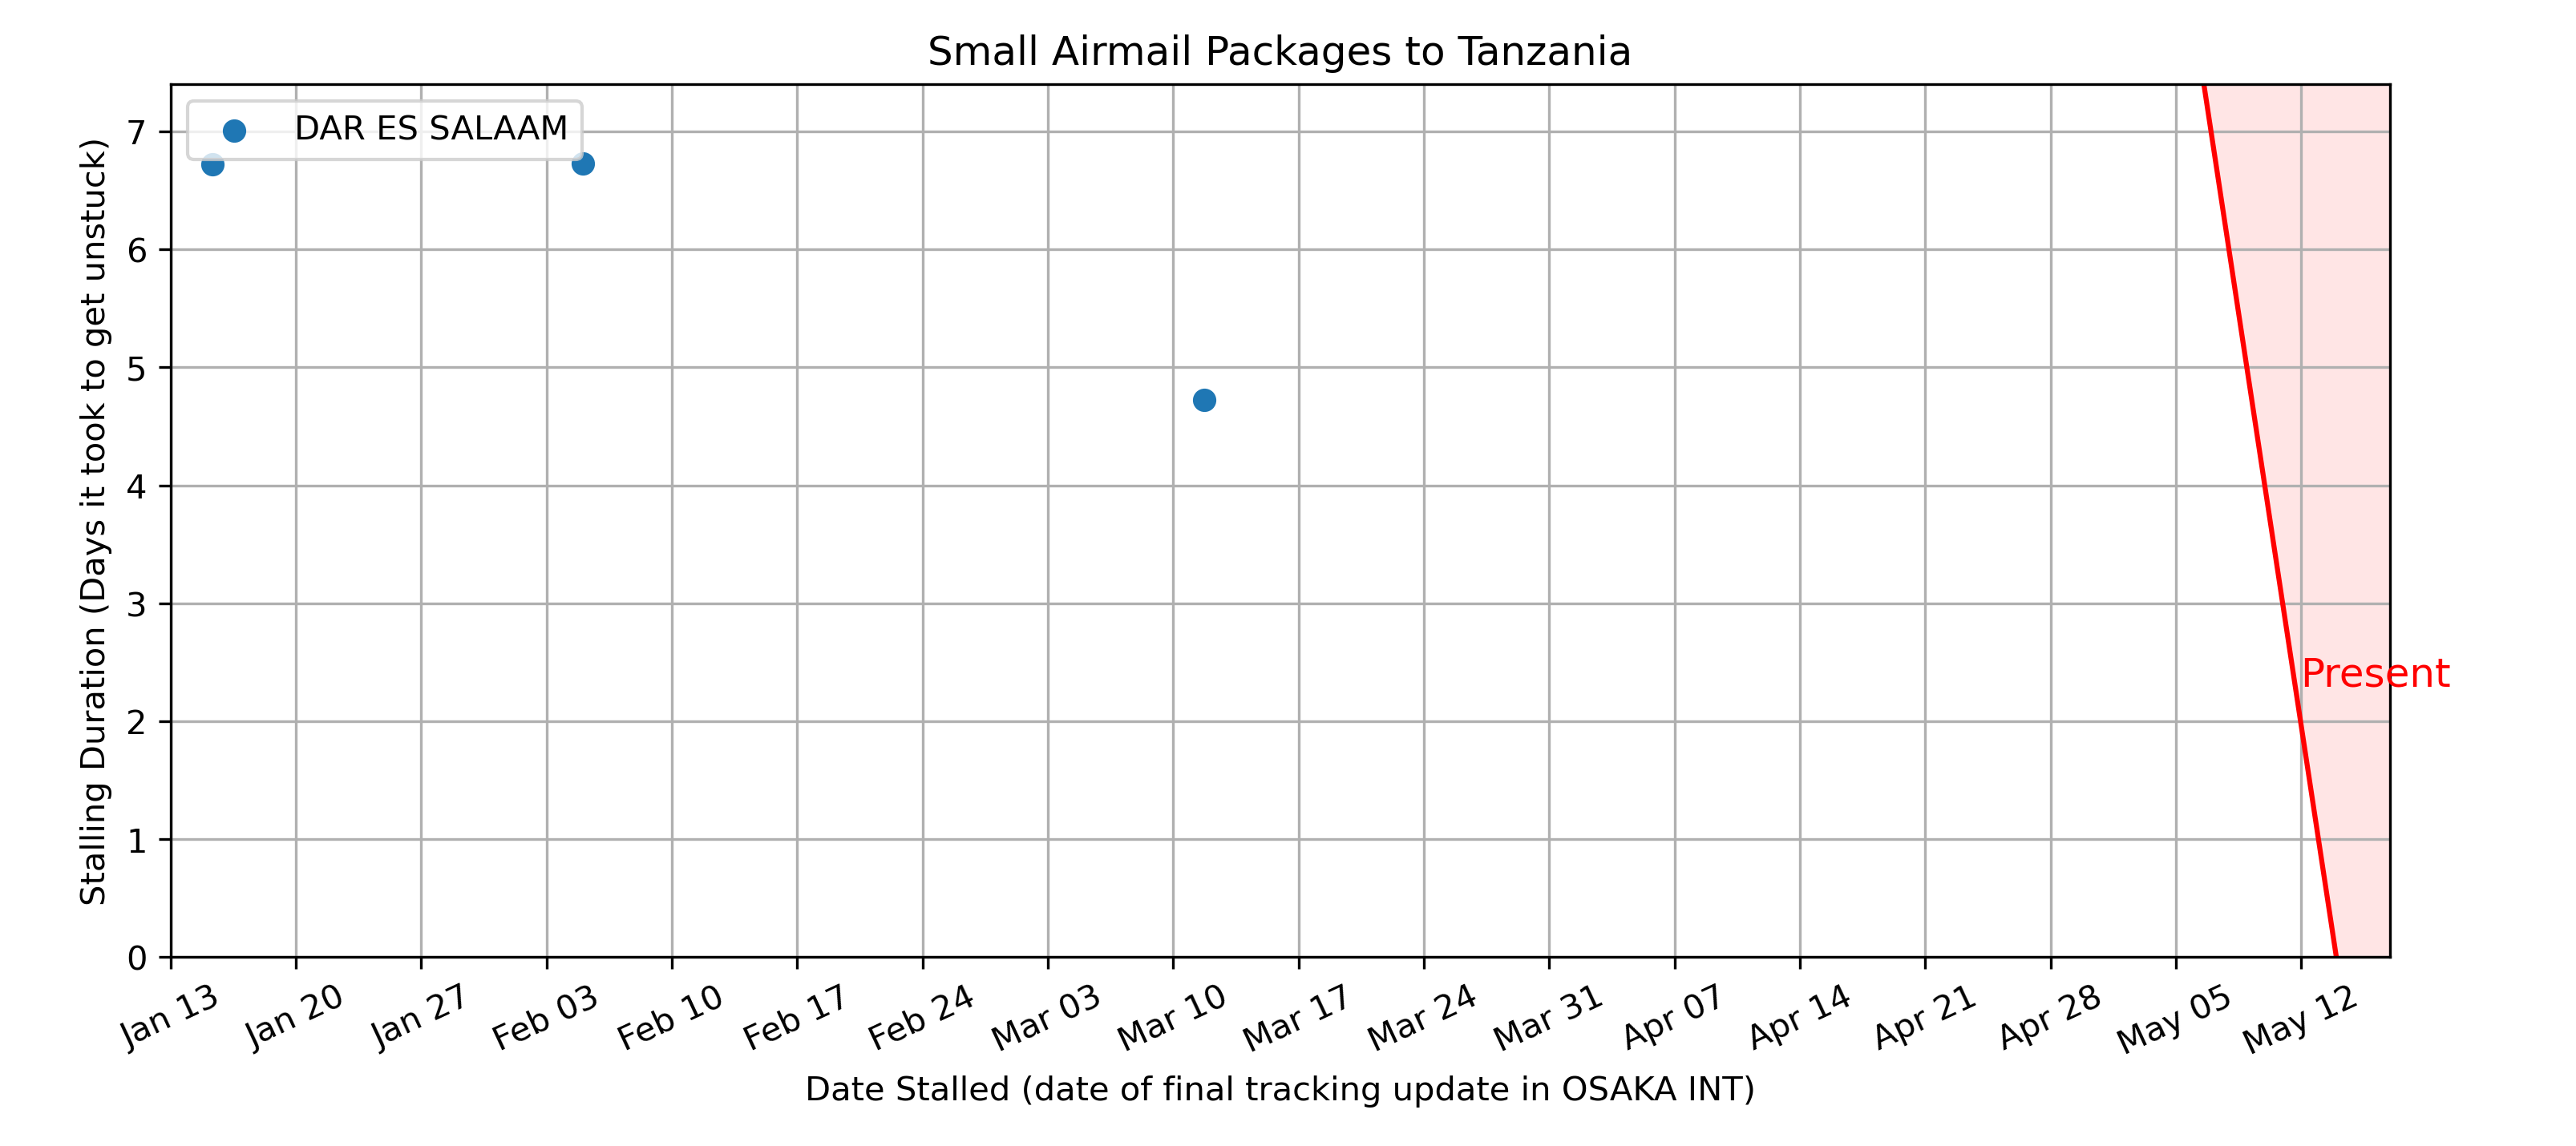 Small Airmail Packages to Tanzania
DAR ES SALAAM
Stalling Duration (Days it took to get unstuck)
7
6
5
4
3
2
1
0
Present
Jan 13
Jan 20
Jan 27
Feb 03
Feb 10
Feb 17
Feb 24
Mar 03
Mar 10
Mar 17
Mar 24
Mar 31
Apr 07
Apr 14
Apr 21
Apr 28
May 05
May 12
Date Stalled (date of final tracking update in OSAKA INT)